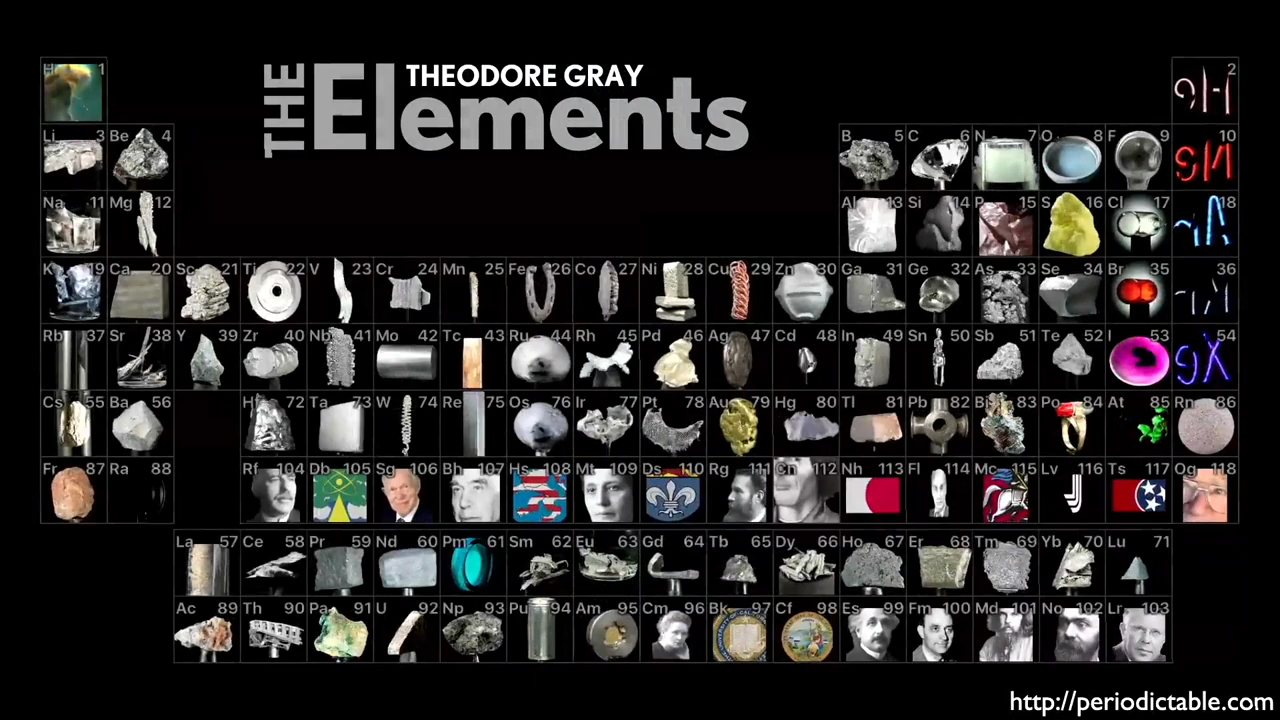 THEODORE GRAY
THE Elements
H 1 2
Li 3 Be 4 B 5 C 6 N 7 O 8 F 9 10
Na 11 Mg 12 Al 13 Si 14 P 15 S 16 Cl 17 18
K 19 Ca 20 Sc 21 Ti 22 V 23 Cr 24 Mn 25 Fe 26 Co 27 Ni 28 Cu 29 Zn 30 Ga 31 Ge 32 As 33 Se 34 Br 35 36
Rb 37 Sr 38 Y 39 Zr 40 Nb 41 Mo 42 Tc 43 Ru 44 Rh 45 Pd 46 Ag 47 Cd 48 In 49 Sn 50 Sb 51 Te 52 I 53 54
Cs 55 Ba 56 Hf 72 Ta 73 W 74 Re 75 Os 76 Ir 77 Pt 78 Au 79 Hg 80 Tl 81 Pb 82 Bi 83 Po 84 At 85 Rn 86
Fr 87 Ra 88 Rf 104 Db 105 Sg 106 Bh 107 Hs 108 Mt 109 Ds 110 Rg 111 Cn 112 Nh 113 Fl 114 Mc 115 Lv 116 Ts 117 Og 118
La 57 Ce 58 Pr 59 Nd 60 Pm 61 Sm 62 Eu 63 Gd 64 Tb 65 Dy 66 Ho 67 Er 68 Tm 69 Yb 70 Lu 71
Ac 89 Th 90 Pa 91 U 92 Np 93 Pu 94 Am 95 Cm 96 Bk 97 Cf 98 Es 99 Fm 100 Md 101 No 102 Lr 103
http://periodictable.com